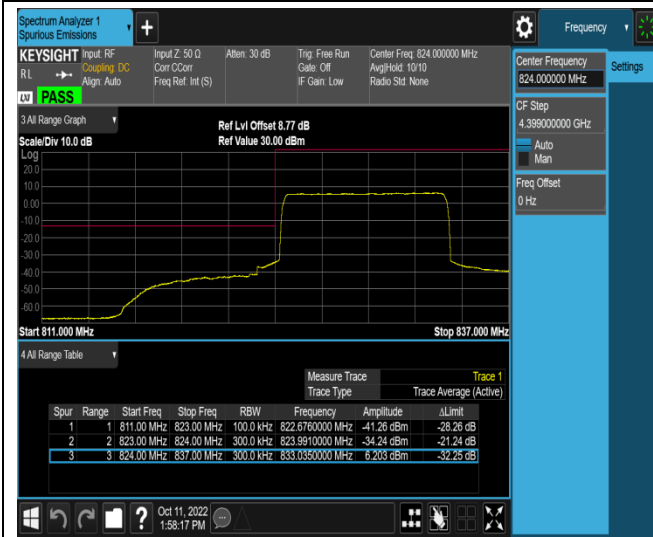 Spectrum Analyzer 1
Spurious Emissions
Frequency
KEYSIGHT
RL
LXI
PASS
Input: RF
Coupling: DC
Align: Auto
Input Z: 50 Ω
Corr CCorr
Freq Ref: Int (S)
Atten: 30 dB
Trig: Free Run
Gate: Off
IF Gain: Low
Center Freq: 824.000000 MHz
Avg|Hold: 10/10
Radio Std: None
Center Frequency
824.000000 MHz
Settings
CF Step
4.399000000 GHz
Auto
Man
Freq Offset
0 Hz
3 All Range Graph
Scale/Div 10.0 dB
Ref Lvl Offset 8.77 dB
Ref Value 30.00 dBm
Log
20.0
10.0
0.00
-10.0
-20.0
-30.0
-40.0
-50.0
-60.0
Start 811.000 MHz
Stop 837.000 MHz
4 All Range Table
Measure Trace Trace 1
Trace Type Trace Average (Active)
Spur Range Start Freq Stop Freq RBW Frequency Amplitude ΔLimit
1 1 811.00 MHz 823.00 MHz 100.0 kHz 822.6760000 MHz -41.26 dBm -28.26 dB
2 2 823.00 MHz 824.00 MHz 300.0 kHz 823.9910000 MHz -34.24 dBm -21.24 dB
3 3 824.00 MHz 837.00 MHz 300.0 kHz 833.0350000 MHz 6.203 dBm -32.25 dB
?
Oct 11, 2022
1:58:17 PM